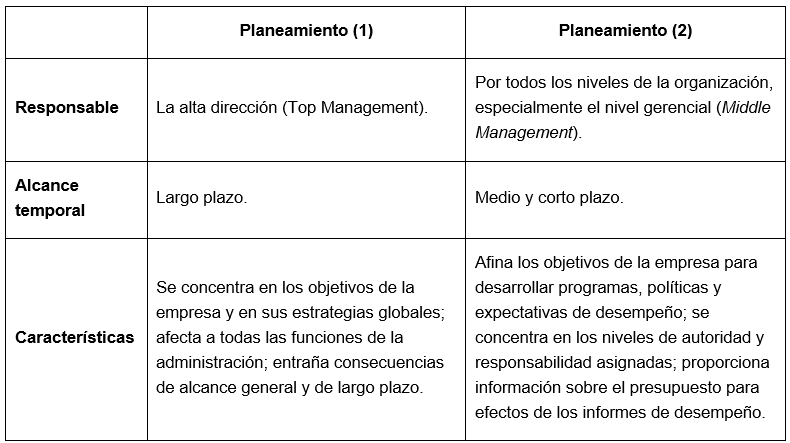 Planeamiento (1)
Planeamiento (2)
Responsable
La alta dirección (Top Management).
Por todos los niveles de la organización,
especialmente el nivel gerencial (Middle
Management).
Alcance
temporal
Largo plazo.
Medio y corto plazo.
Característícas
Se concentra en los objetivos de la
empresa y en sus estrategias globales;
afecta a todas las funciones de la
administración; entraña consecuencias
de alcance general y de largo plazo.
Afina los objetivos de la empresa para
desarrollar programas, políticas y
expectativas de desempeño; se
concentra en los niveles de autoridad y
responsabilidad asignadas; proporciona
información sobre el presupuesto para
efectos de los informes de desempeño.